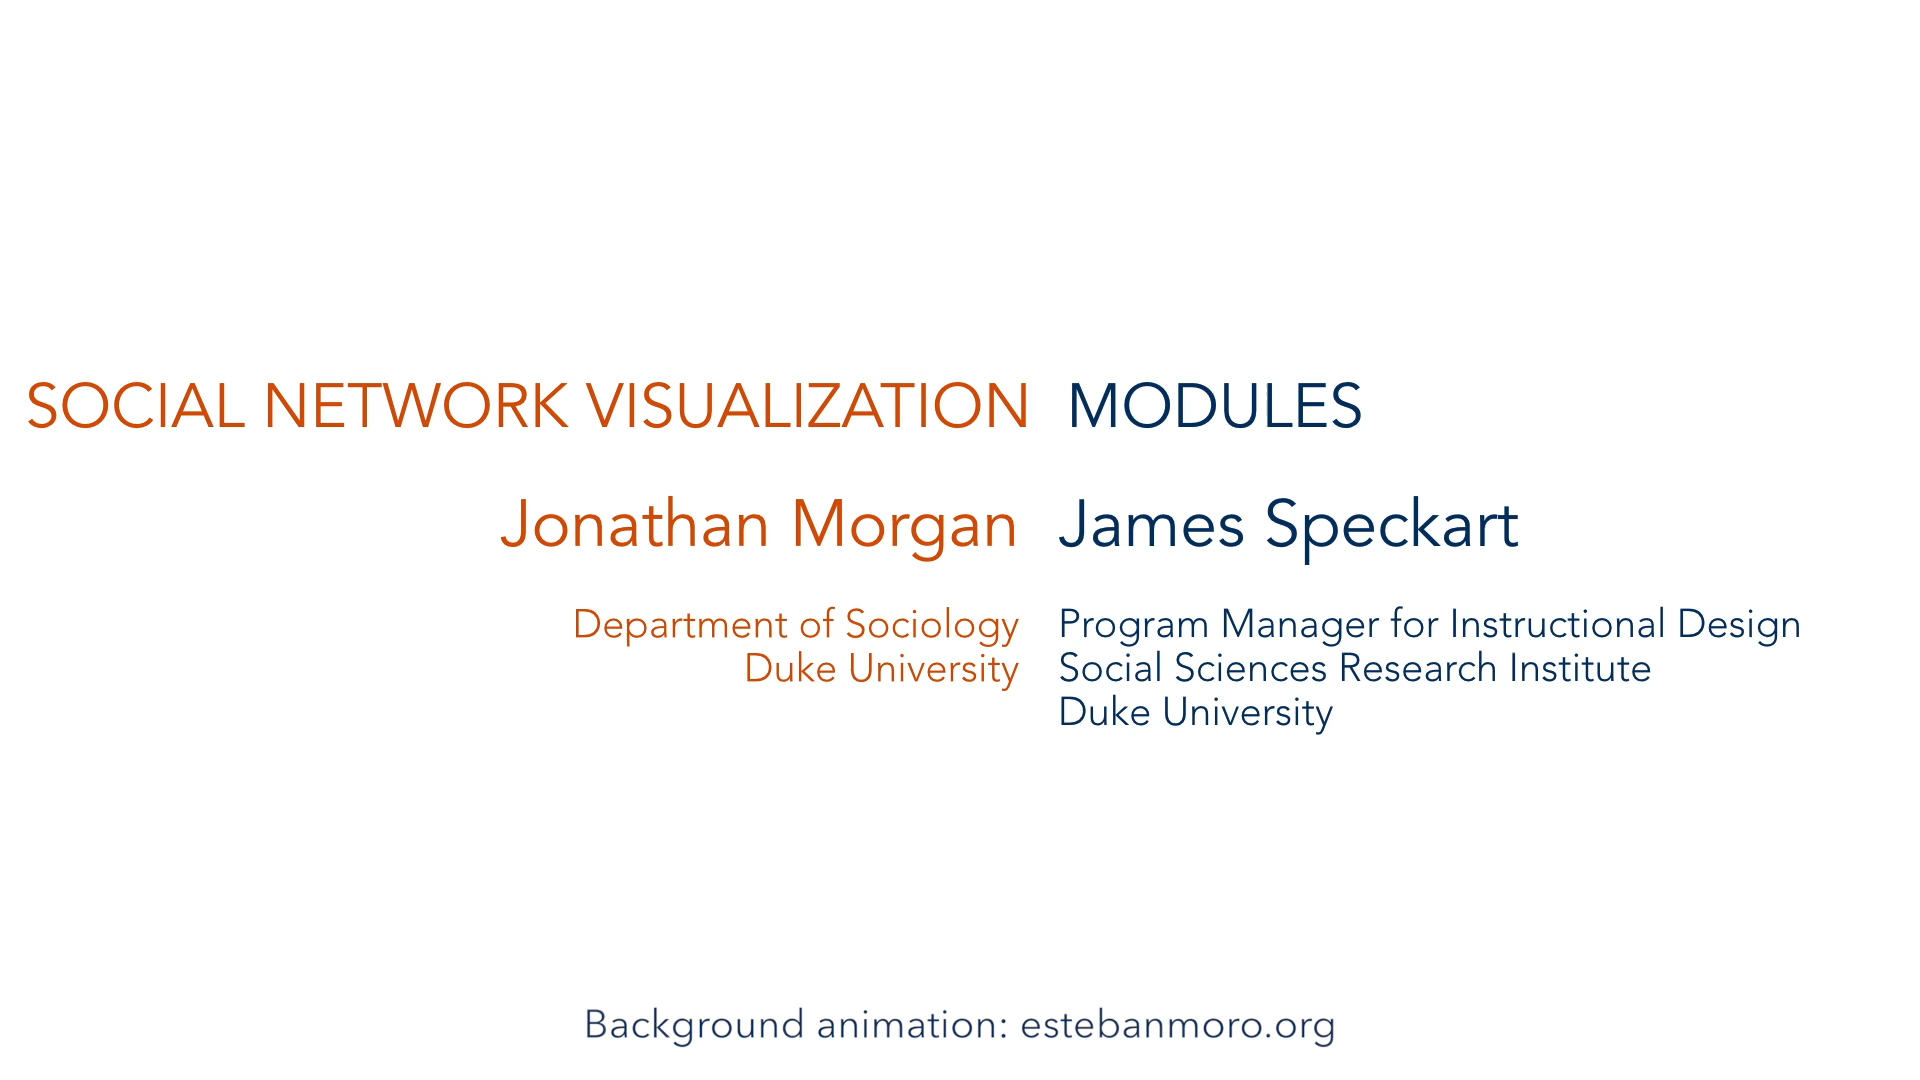 SOCIAL NETWORK VISUALIZATION MODULES
Jonathan Morgan
Department of Sociology
Duke University
James Speckart
Program Manager for Instructional Design
Social Sciences Research Institute
Duke University
Background animation: estebanmoro.org